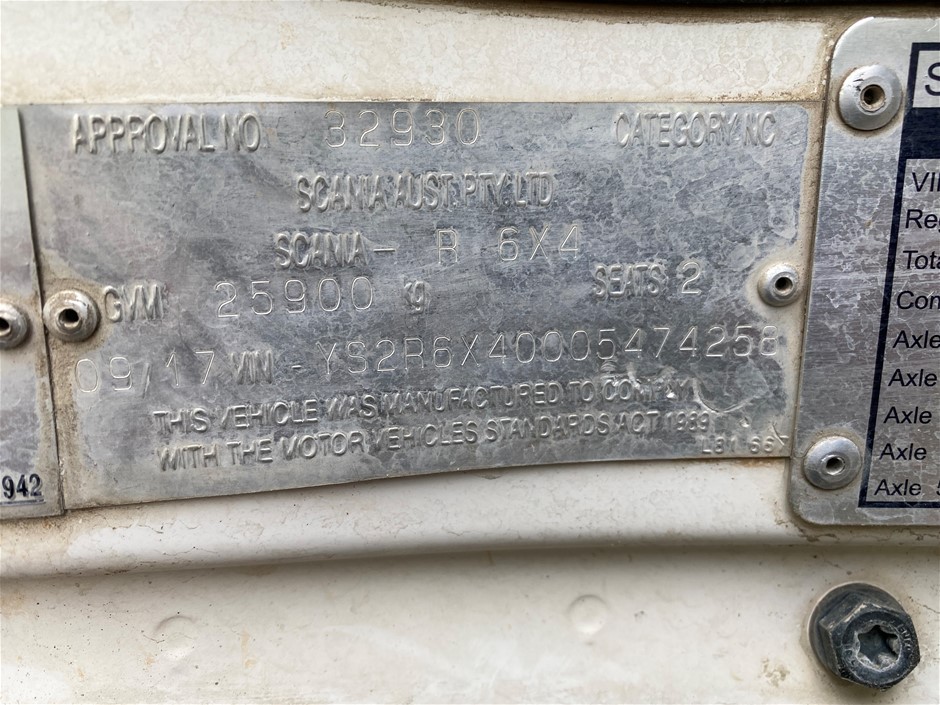 APPROVAL NO 32930 CATEGORY NC
SCANIA AUST. PTY. LTD
SCANIA - R 6X4
GVM 25900 kg SEATS 2
09/17 VIN - YS2R6X40005474258
THIS VEHICLE WAS MANUFACTURED TO COMPLY
WITH THE MOTOR VEHICLES STANDARDS ACT 1989
942
S
Axle
Axle
Axle
Axle
Axle 5